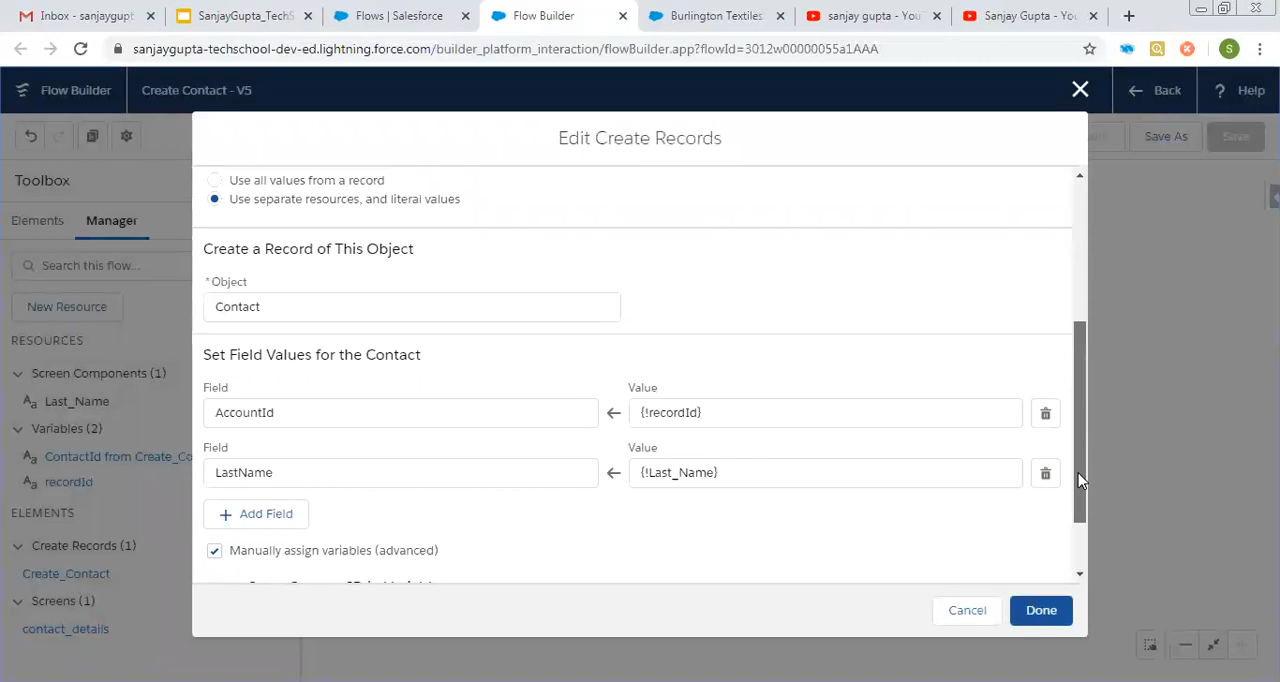 Inbox - sanjaygupt
SanjayGupta_TechS
Flows | Salesforce
Flow Builder
Burlington Textiles
sanjay gupta - You
Sanjay Gupta - You
sanjaygupta-techschool-dev-ed.lightning.force.com/builder_platform_interaction/flowBuilder.app?flowId=3012w00000055a1AAA
S
Flow Builder
Create Contact - V5
Back
? Help
Edit Create Records
Save As
Save
Toolbox
Use all values from a record
Use separate resources, and literal values
Elements
Manager
Create a Record of This Object
Search this flow...
*Object
New Resource
Contact
RESOURCES
Set Field Values for the Contact
Screen Components (1)
Field
Value
Aa Last_Name
AccountId
{!recordId}
Variables (2)
Field
Value
Aa ContactId from Create_Co
LastName
{!Last_Name}
Aa recordId
ELEMENTS
+ Add Field
Create Records (1)
Manually assign variables (advanced)
Create_Contact
Screens (1)
Cancel
Done
contact_details